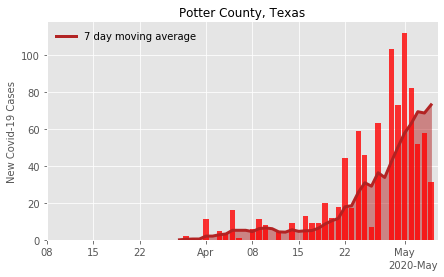 Potter County, Texas
7 day moving average
New Covid-19 Cases
100
80
60
40
20
0
08 15 22 Apr 08 15 22 May
2020-May